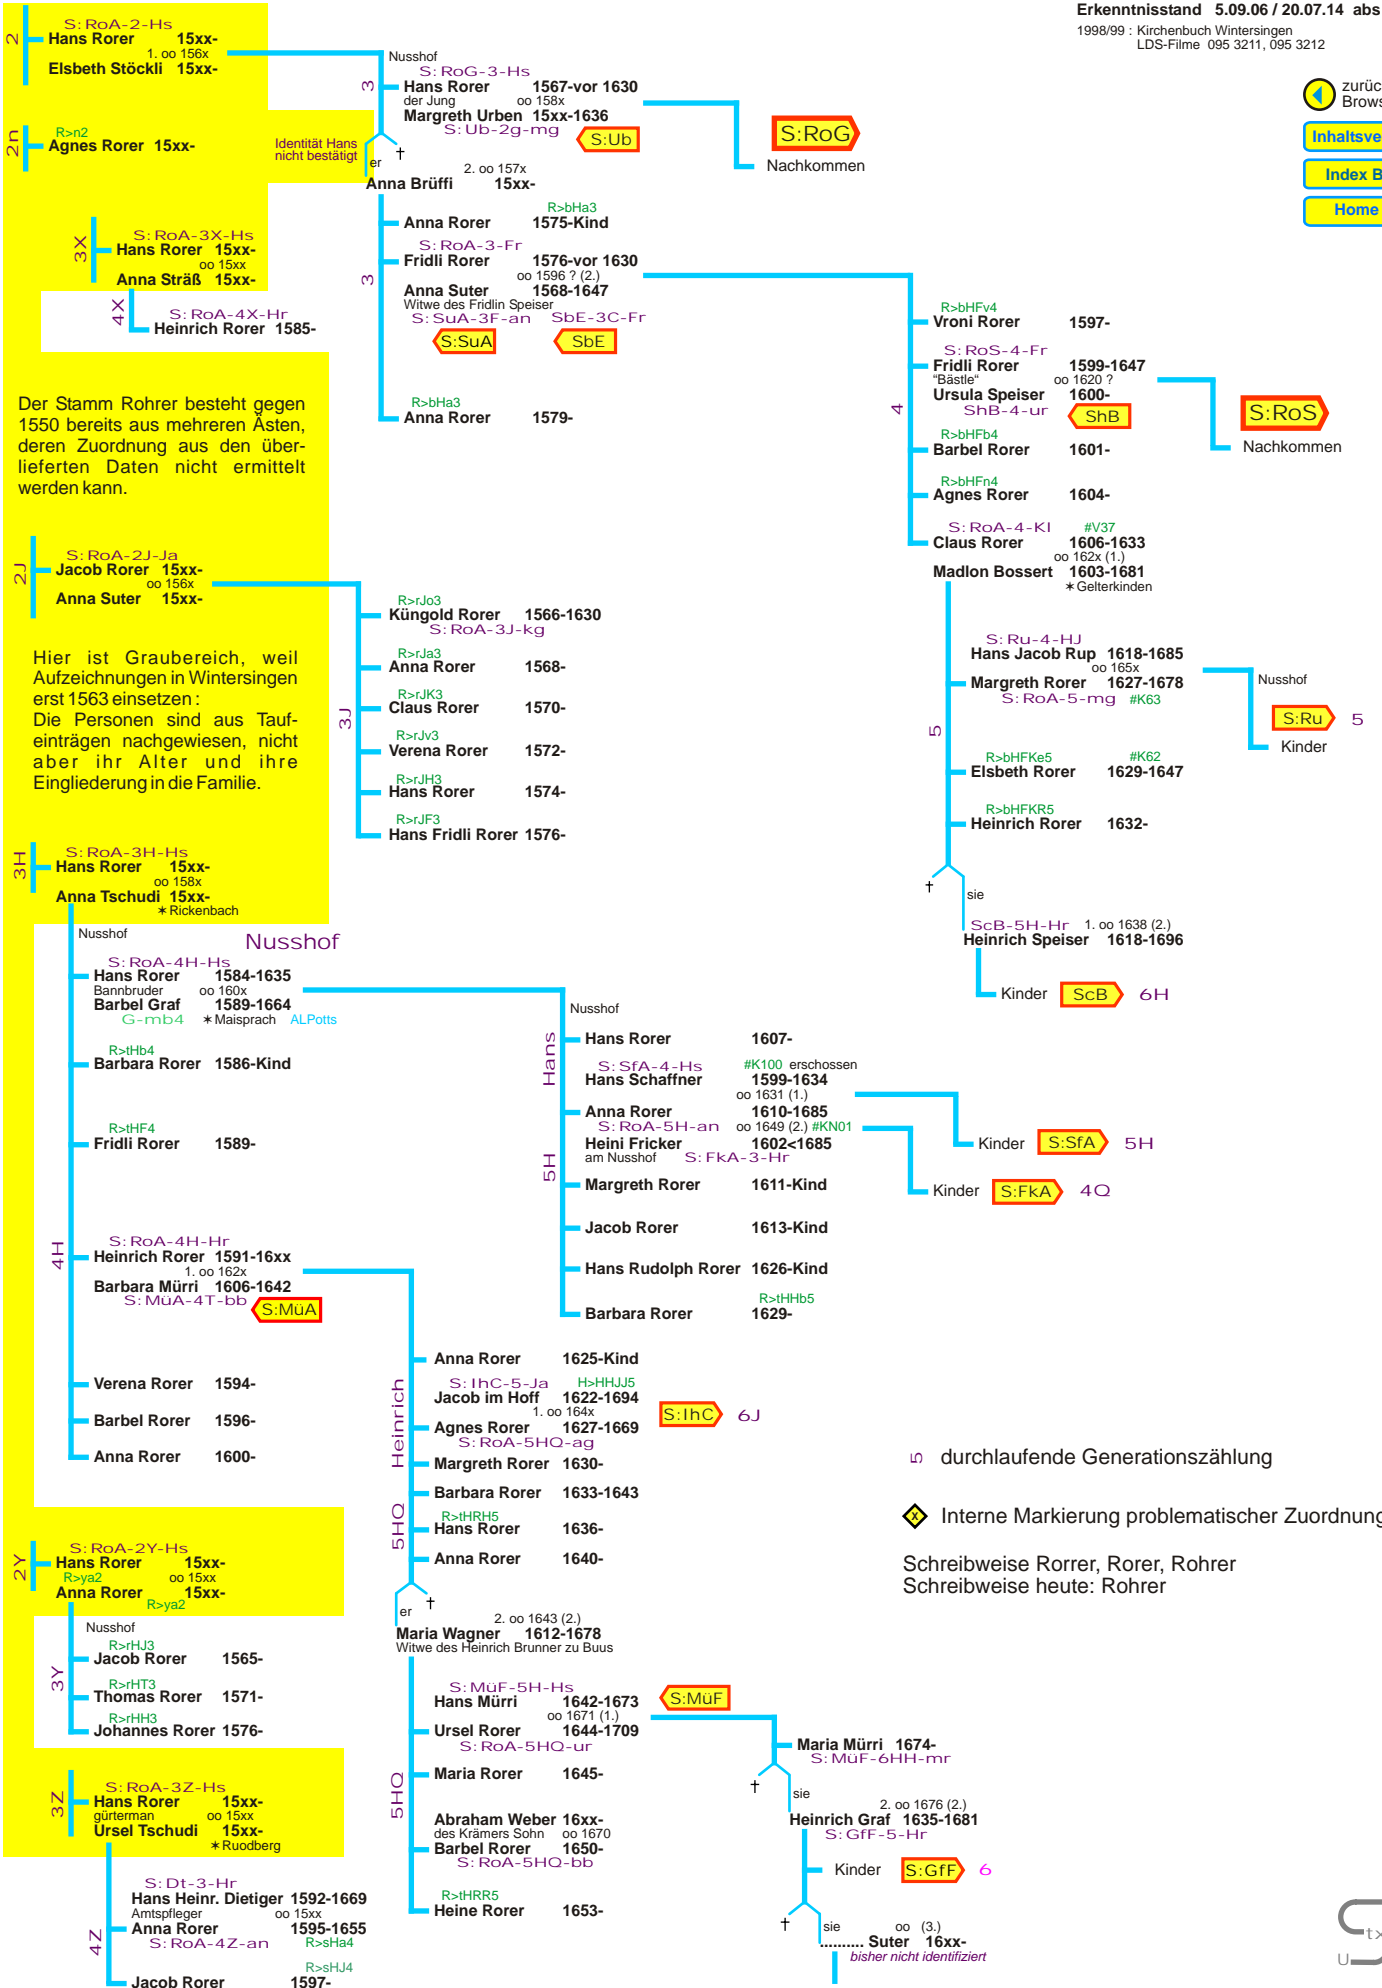 Erkenntnisstand 5.09.06 / 20.07.14 abs
1998/99 : Kirchenbuch Wintersingen
LDS-Filme 095 3211, 095 3212
zurüc
Brows
Inhaltsve
Index B
Home
2
S:RoA-2-Hs
Hans Rorer 15xx-
1. oo 156x
Elsbeth Stöckli 15xx-
2n
R>n2
Agnes Rorer 15xx-
Identität Hans
nicht bestätigt
3
Nusshof
S:RoG-3-Hs
Hans Rorer 1567-vor 1630
der Jung oo 158x
Margreth Urben 15xx-1636
S:Ub-2g-mg
S:Ub
S:RoG
Nachkommen
er †
2. oo 157x
Anna Brüffi 15xx-
3
R>bHa3
Anna Rorer 1575-Kind
S:RoA-3-Fr
Fridli Rorer 1576-vor 1630
oo 1596 ? (2.)
Anna Suter 1568-1647
Witwe des Fridlin Speiser
S:SuA-3F-an SbE-3C-Fr
S:SuA SbE
R>bHa3
Anna Rorer 1579-
3X
S:RoA-3X-Hs
Hans Rorer 15xx-
oo 15xx
Anna Sträß 15xx-
4X
S:RoA-4X-Hr
Heinrich Rorer 1585-
Der Stamm Rohrer besteht gegen
1550 bereits aus mehreren Ästen,
deren Zuordnung aus den über-
lieferten Daten nicht ermittelt
werden kann.
4
R>bHFv4
Vroni Rorer 1597-
S:RoS-4-Fr
Fridli Rorer 1599-1647
"Bästle" oo 1620 ?
Ursula Speiser 1600-
ShB-4-ur
ShB
S:RoS
Nachkommen
R>bHFb4
Barbel Rorer 1601-
R>bHFn4
Agnes Rorer 1604-
S:RoA-4-Kl #V37
Claus Rorer 1606-1633
oo 162x (1.)
Madlon Bossert 1603-1681
✶Gelterkinden
2J
S:RoA-2J-Ja
Jacob Rorer 15xx-
oo 156x
Anna Suter 15xx-
Hier ist Graubereich, weil
Aufzeichnungen in Wintersingen
erst 1563 einsetzen :
Die Personen sind aus Tauf-
einträgen nachgewiesen, nicht
aber ihr Alter und ihre
Eingliederung in die Familie.
3J
R>rJo3
Küngold Rorer 1566-1630
S:RoA-3J-kg
R>rJa3
Anna Rorer 1568-
R>rJK3
Claus Rorer 1570-
R>rJv3
Verena Rorer 1572-
R>rJH3
Hans Rorer 1574-
R>rJF3
Hans Fridli Rorer 1576-
5
S:Ru-4-HJ
Hans Jacob Rup 1618-1685
oo 165x
Margreth Rorer 1627-1678
S:RoA-5-mg #K63
Nusshof
S:Ru 5
Kinder
R>bHFKe5 #K62
Elsbeth Rorer 1629-1647
R>bHFKR5
Heinrich Rorer 1632-
† sie
ScB-5H-Hr 1. oo 1638 (2.)
Heinrich Speiser 1618-1696
Kinder ScB 6H
3H
S:RoA-3H-Hs
Hans Rorer 15xx-
oo 158x
Anna Tschudi 15xx-
✶Rickenbach
Nusshof
Nusshof
4H
S:RoA-4H-Hs
Hans Rorer 1584-1635
Bannbruder oo 160x
Barbel Graf 1589-1664
G-mb4 ✶Maisprach ALPotts
R>tHb4
Barbara Rorer 1586-Kind
R>tHF4
Fridli Rorer 1589-
S:RoA-4H-Hr
Heinrich Rorer 1591-16xx
1. oo 162x
Barbara Mürri 1606-1642
S:MüA-4T-bb
S:MüA
Verena Rorer 1594-
Barbel Rorer 1596-
Anna Rorer 1600-
5H Hans
Nusshof
Hans Rorer 1607-
S:SfA-4-Hs #K100 erschossen
Hans Schaffner 1599-1634
oo 1631 (1.)
Anna Rorer 1610-1685
S:RoA-5H-an oo 1649 (2.) #KN01
Heini Fricker 1602<1685
am Nusshof S:FkA-3-Hr
Kinder S:SfA 5H
Kinder S:FkA 4Q
Margreth Rorer 1611-Kind
Jacob Rorer 1613-Kind
Hans Rudolph Rorer 1626-Kind
R>tHHb5
Barbara Rorer 1629-
5HQ Heinrich
Anna Rorer 1625-Kind
S:IhC-5-Ja H>HHJJ5
Jacob im Hoff 1622-1694
1. oo 164x
Agnes Rorer 1627-1669
S:RoA-5HQ-ag
S:IhC 6J
Margreth Rorer 1630-
Barbara Rorer 1633-1643
R>tHRH5
Hans Rorer 1636-
Anna Rorer 1640-
er †
2. oo 1643 (2.)
Maria Wagner 1612-1678
Witwe des Heinrich Brunner zu Buus
5HQ
S:MüF-5H-Hs
Hans Mürri 1642-1673
oo 1671 (1.)
Ursel Rorer 1644-1709
S:RoA-5HQ-ur
S:MüF
Maria Rorer 1645-
Abraham Weber 16xx-
des Krämers Sohn oo 1670
Barbel Rorer 1650-
S:RoA-5HQ-bb
R>tHRR5
Heine Rorer 1653-
Maria Mürri 1674-
S:MüF-6HH-mr
† sie
2. oo 1676 (2.)
Heinrich Graf 1635-1681
S:GfF-5-Hr
Kinder S:GfF 6
† sie oo (3.)
.......... Suter 16xx-
bisher nicht identifiziert
5 durchlaufende Generationszählung
x Interne Markierung problematischer Zuordnung
Schreibweise Rorrer, Rorer, Rohrer
Schreibweise heute: Rohrer
2Y
S:RoA-2Y-Hs
Hans Rorer 15xx-
R>ya2 oo 15xx
Anna Rorer 15xx-
R>ya2
3Y
Nusshof
R>rHJ3
Jacob Rorer 1565-
R>rHT3
Thomas Rorer 1571-
R>rHH3
Johannes Rorer 1576-
3Z
S:RoA-3Z-Hs
Hans Rorer 15xx-
gürterman oo 15xx
Ursel Tschudi 15xx-
✶Ruodberg
4Z
S:Dt-3-Hr
Hans Heinr. Dietiger 1592-1669
Amtspfleger oo 15xx
Anna Rorer 1595-1655
S:RoA-4Z-an R>sHa4
R>sHJ4
Jacob Rorer 1597-
tx
U